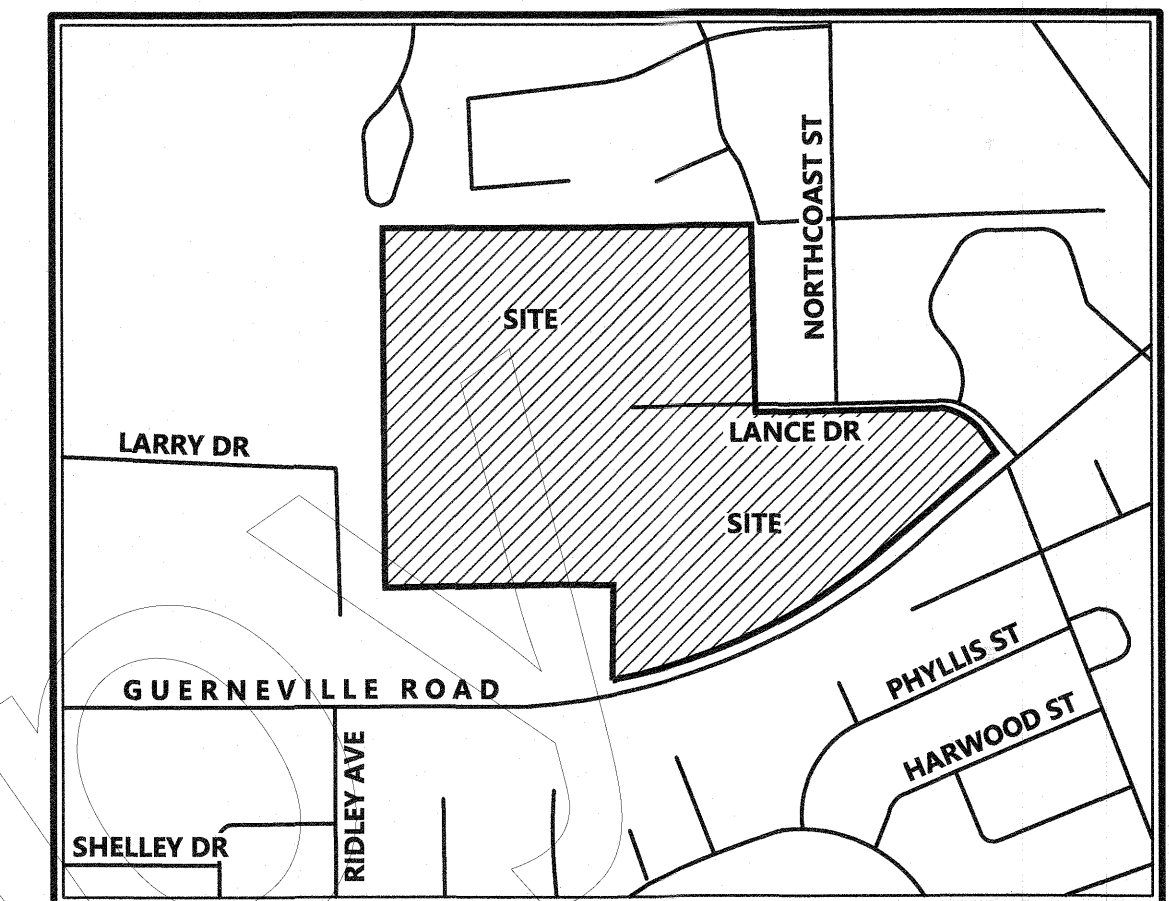 NORTHCOAST ST
SITE
LANCE DR
LARRY DR
SITE
PHYLLIS ST
GUERNEVILLE ROAD
HARWOOD ST
RIDLEY AVE
SHELLEY DR